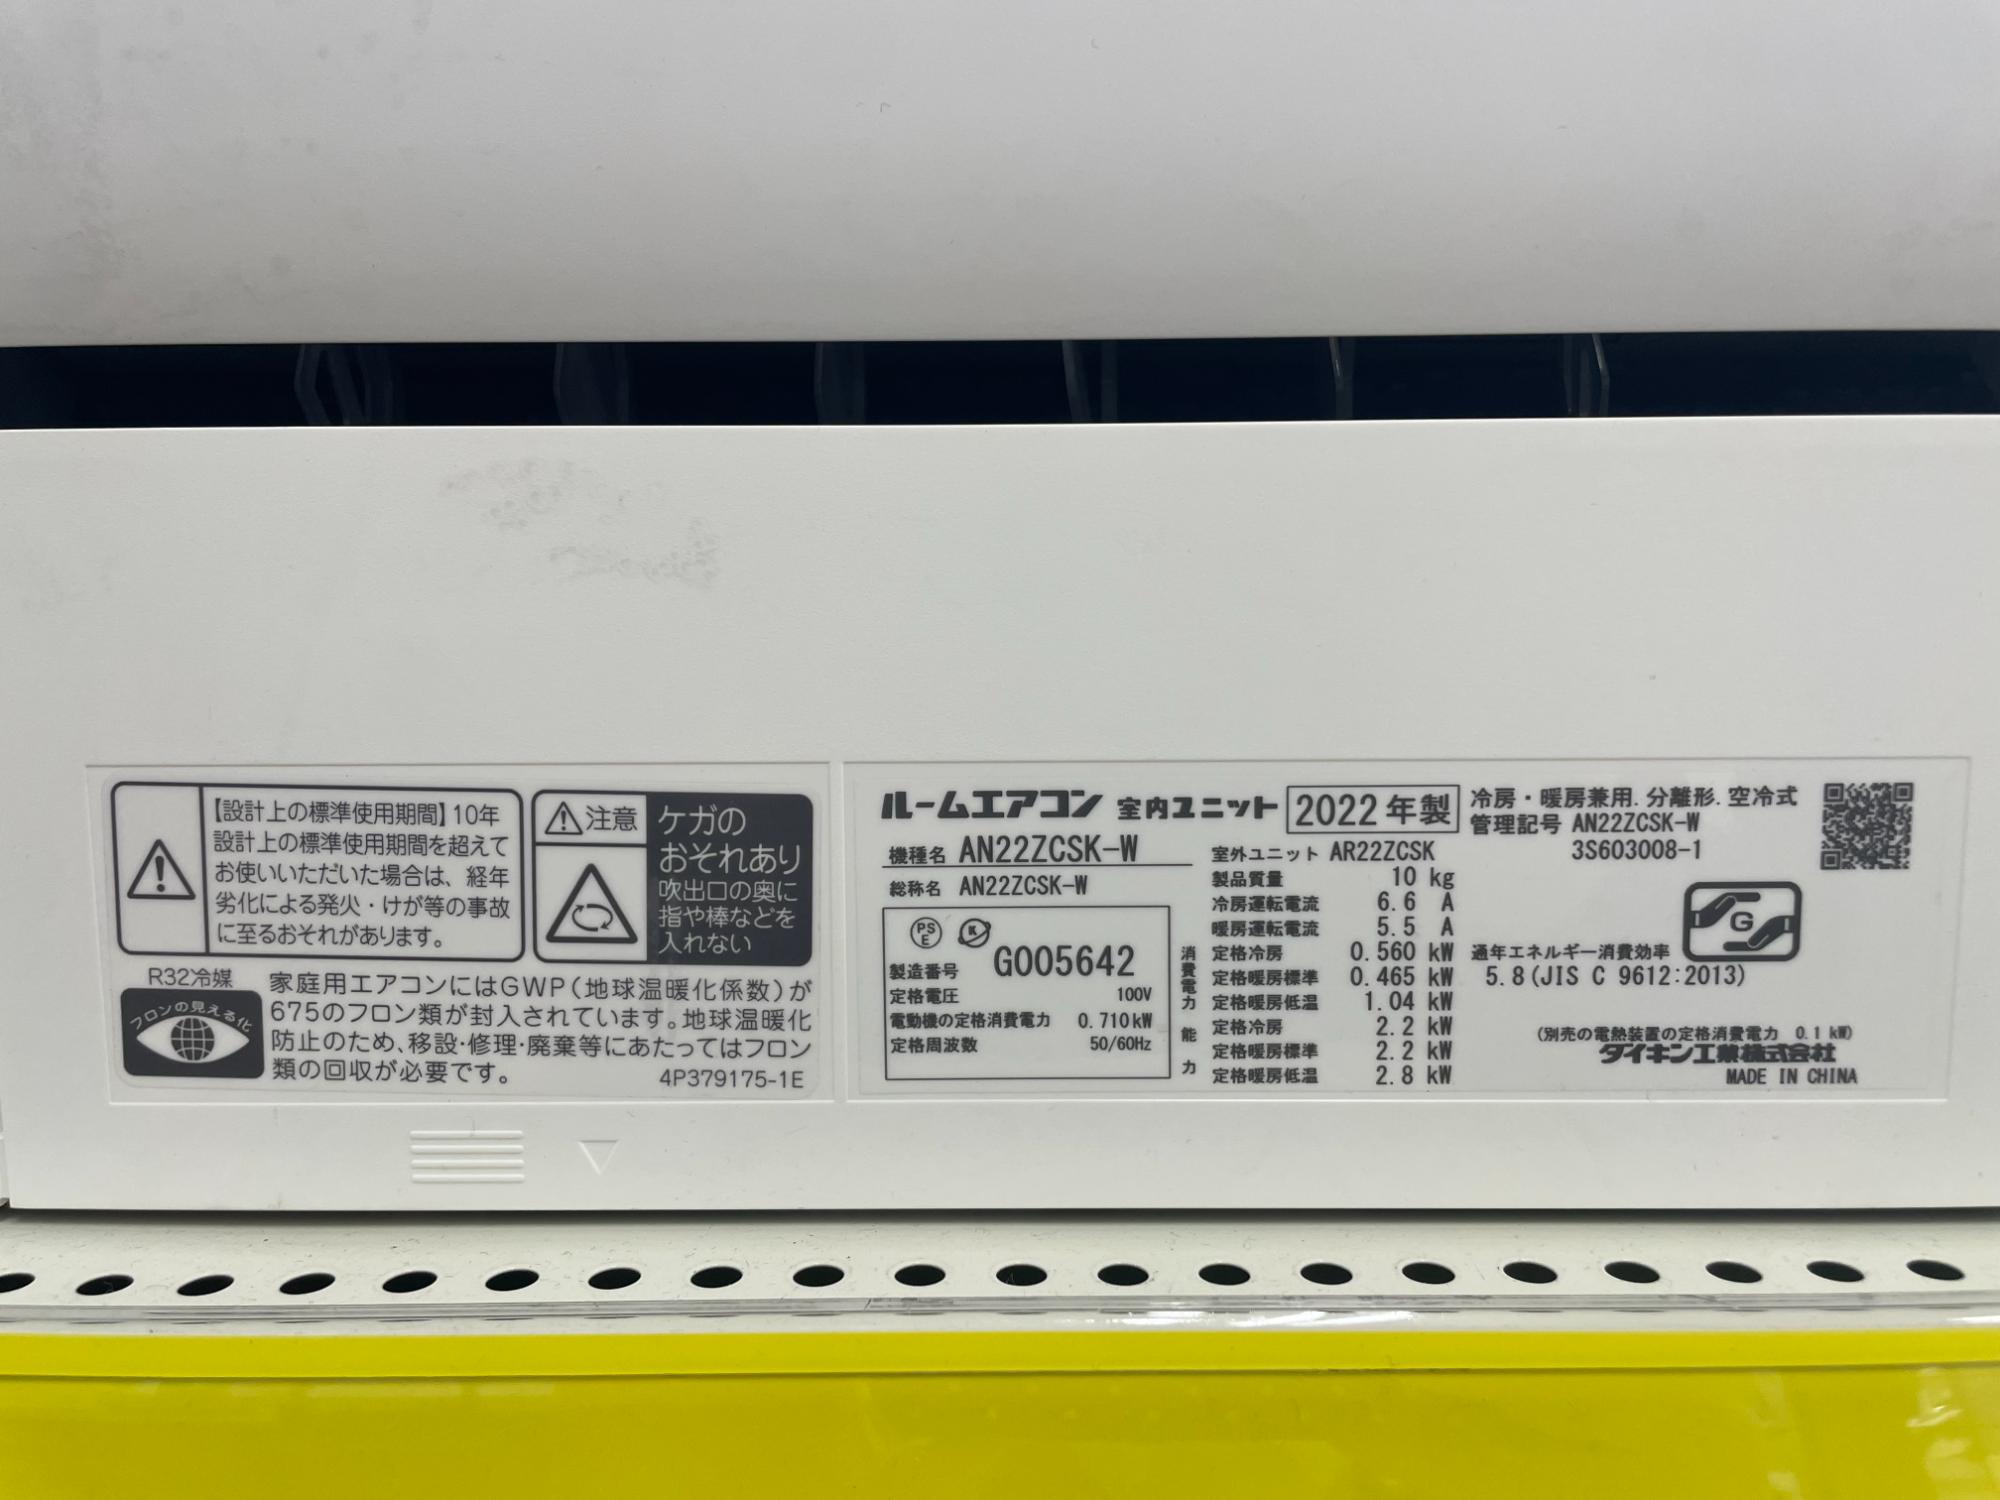 【設計上の標準使用期間】10年
設計上の標準使用期間を超えて
お使いいただいた場合は、経年
劣化による発火・けが等の事故
に至るおそれがあります。
注意
ケガの
おそれあり
吹出口の奥に
指や棒などを
入れない
R32冷媒
フロンの見える化
家庭用エアコンにはGWP(地球温暖化係数)が
675のフロン類が封入されています。地球温暖化
防止のため、移設・修理・廃棄等にあたってはフロン
類の回収が必要です。
4P379175-1E
ルームエアコン 室内ユニット 2022年製
機種名 AN22ZCSK-W
総称名 AN22ZCSK-W
PS
E
K
製造番号 G005642
定格電圧 100V
電動機の定格消費電力 0.710kW
定格周波数 50/60Hz
室外ユニット AR22ZCSK
製品質量 10 kg
冷房運転電流 6.6 A
暖房運転電流 5.5 A
消費電力
定格冷房 0.560 kW
定格暖房標準 0.465 kW
定格暖房低温 1.04 kW
能力
定格冷房 2.2 kW
定格暖房標準 2.2 kW
定格暖房低温 2.8 kW
冷房・暖房兼用.分離形.空冷式
管理記号 AN22ZCSK-W
3S603008-1
G
通年エネルギー消費効率
5.8(JIS C 9612:2013)
(別売の電熱装置の定格消費電力 0.1kW)
ダイキン工業株式会社
MADE IN CHINA